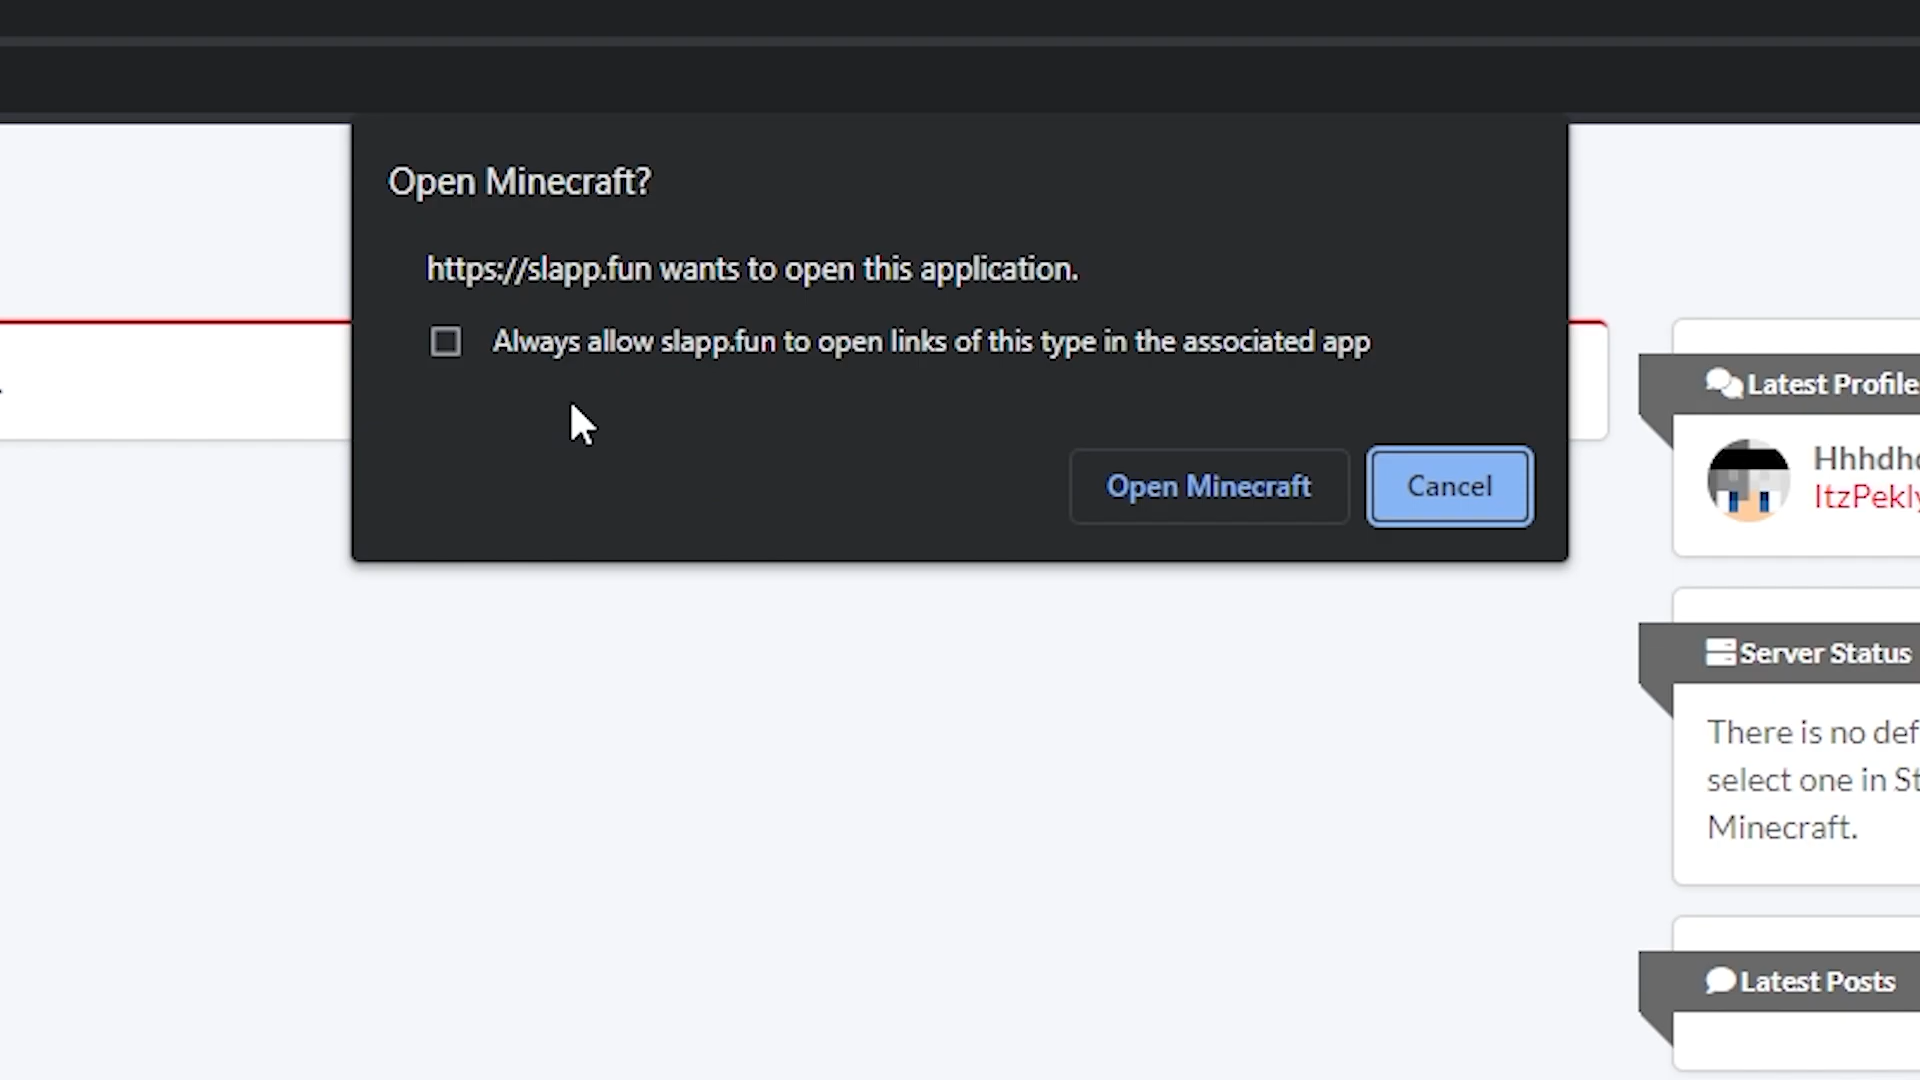 Open Minecraft?
https://slapp.fun wants to open this application.
Always allow slapp.fun to open links of this type in the associated app
Open Minecraft
Cancel
Latest Profile
ItzPekly
Server Status
There is no
select one in
Minecraft.
Latest Posts